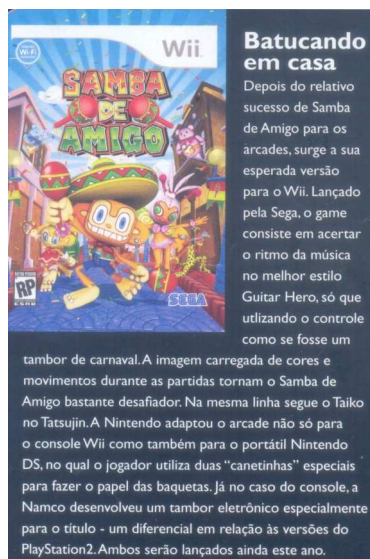 Wii
Wi-Fi
SAMBA
DE
AMIGO
RATING PENDING
RP
ESRB
SEGA
Batucando
em casa
Depois do relativo
sucesso de Samba
de Amigo para os
arcades, surge a sua
esperada versão
para o Wii. Lançado
pela Sega, o game
consiste em acertar
o ritmo da música
no melhor estilo
Guitar Hero, só que
utlizando o controle
como se fosse um
tambor de carnaval. A imagem carregada de cores e
movimentos durante as partidas tornam o Samba de
Amigo bastante desafiador. Na mesma linha segue o Taiko
no Tatsujin. A Nintendo adaptou o arcade não só para
o console Wii como também para o portátil Nintendo
DS, no qual o jogador utiliza duas “canetinhas” especiais
para fazer o papel das baquetas. Já no caso do console, a
Namco desenvolveu um tambor eletrônico especialmente
para o título - um diferencial em relação às versões do
PlayStation2. Ambos serão lançados ainda este ano.